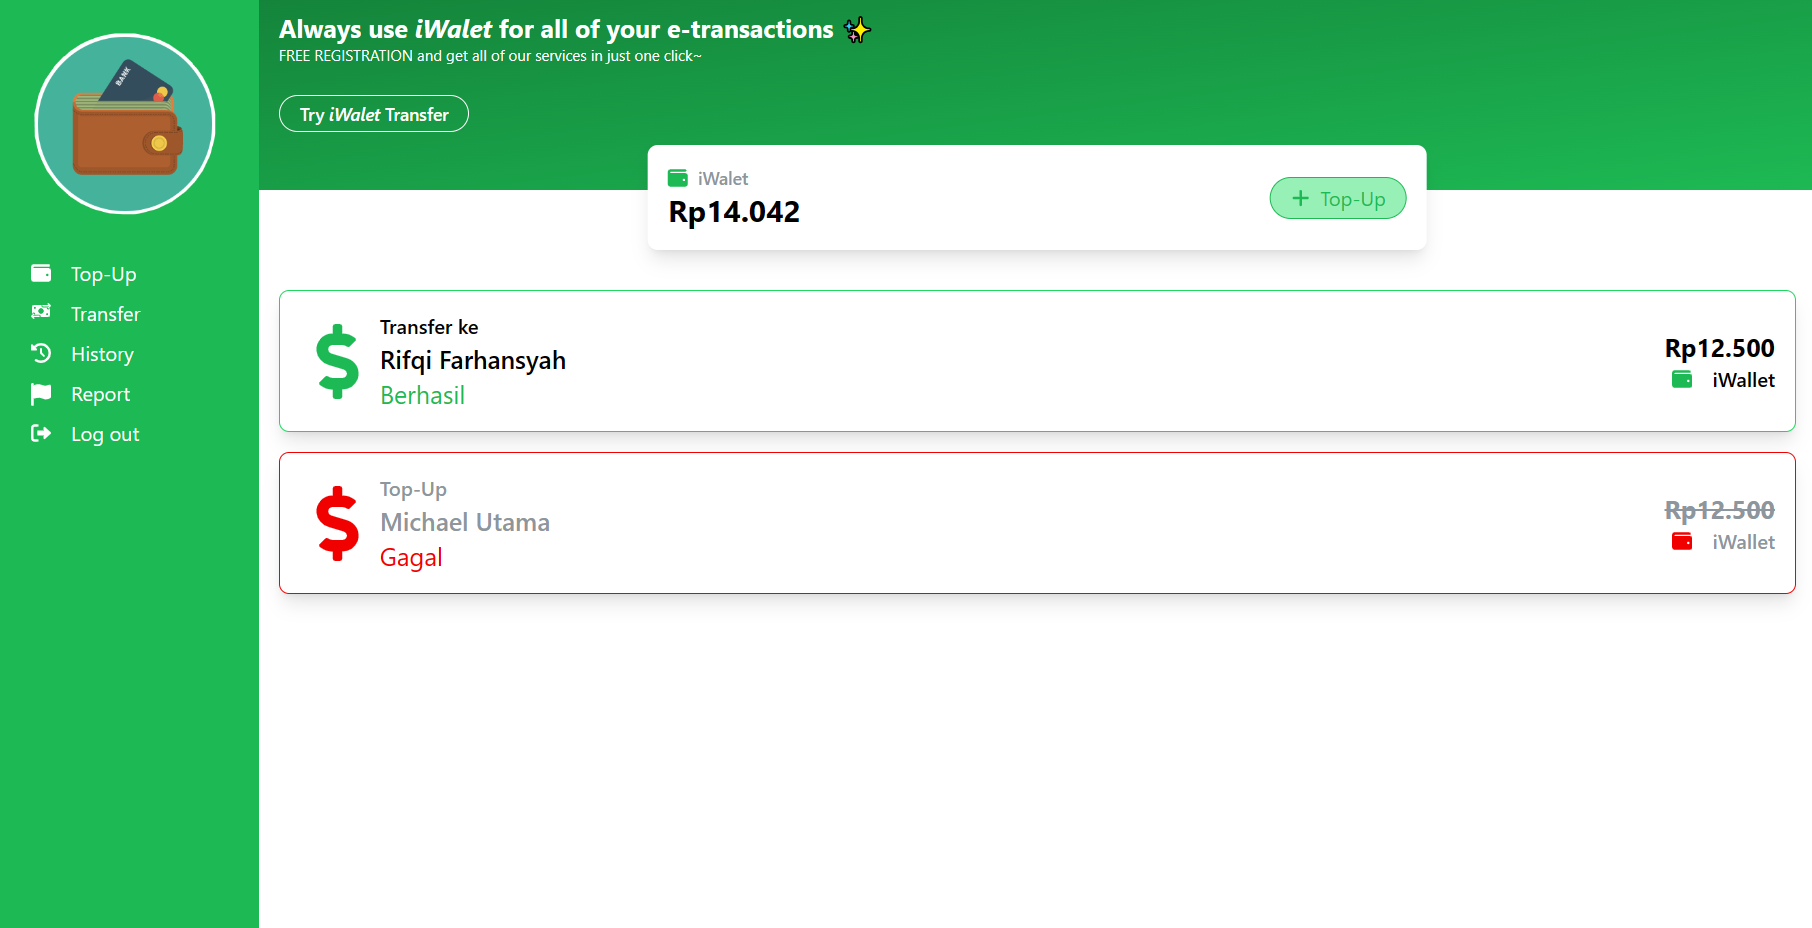 BANK
Top-Up
Transfer
History
Report
Log out
Always use iWalet for all of your e-transactions ✨
FREE REGISTRATION and get all of our services in just one click~
Try iWalet Transfer
iWalet
Rp14.042
+ Top-Up
Transfer ke
Rifqi Farhansyah
Berhasil
Rp12.500
iWallet
Top-Up
Michael Utama
Gagal
Rp12.500
iWallet